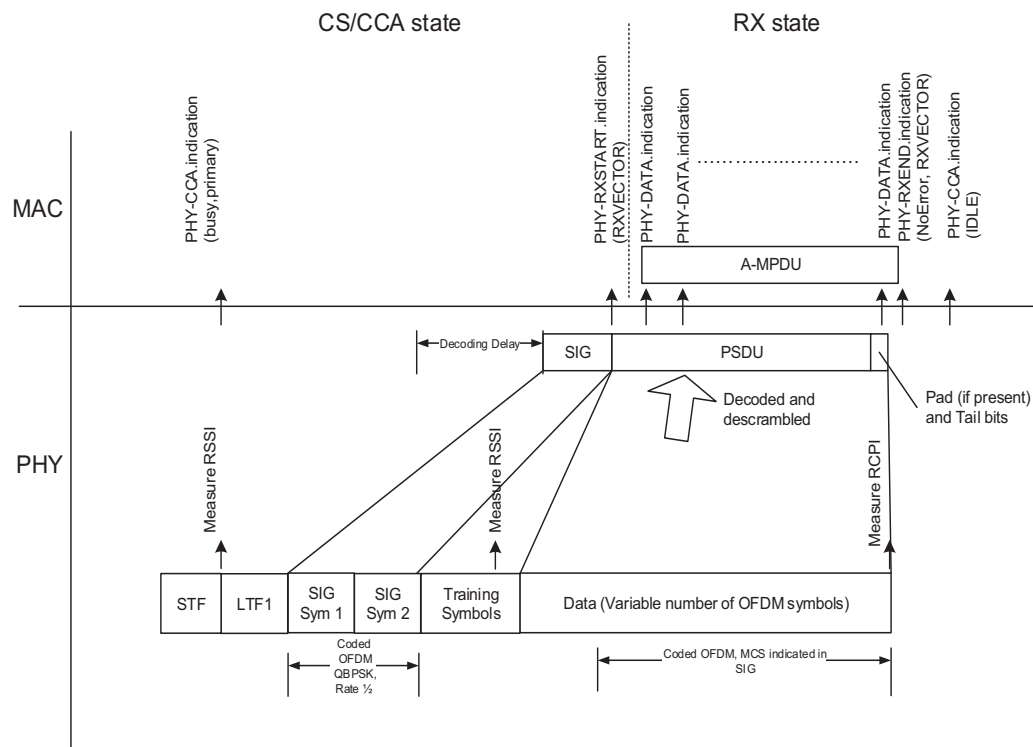 CS/CCA state
RX state
PHY-CCA.indication
(busy,primary)
PHY-RXSTART.indication
(RXVECTOR)
PHY-DATA.indication
PHY-DATA.indication
PHY-DATA.indication
PHY-RXEND.indication
(NoError, RXVECTOR)
PHY-CCA.indication
(IDLE)
MAC
A-MPDU
Decoding Delay
SIG
PSDU
Decoded and
descrambled
Pad (if present)
and Tail bits
PHY
Measure RSSI
Measure RSSI
Measure RCPI
STF
LTF1
SIG
Sym 1
SIG
Sym 2
Training
Symbols
Data (Variable number of OFDM symbols)
Coded
OFDM
QBPSK,
Rate ½
Coded OFDM, MCS indicated in
SIG